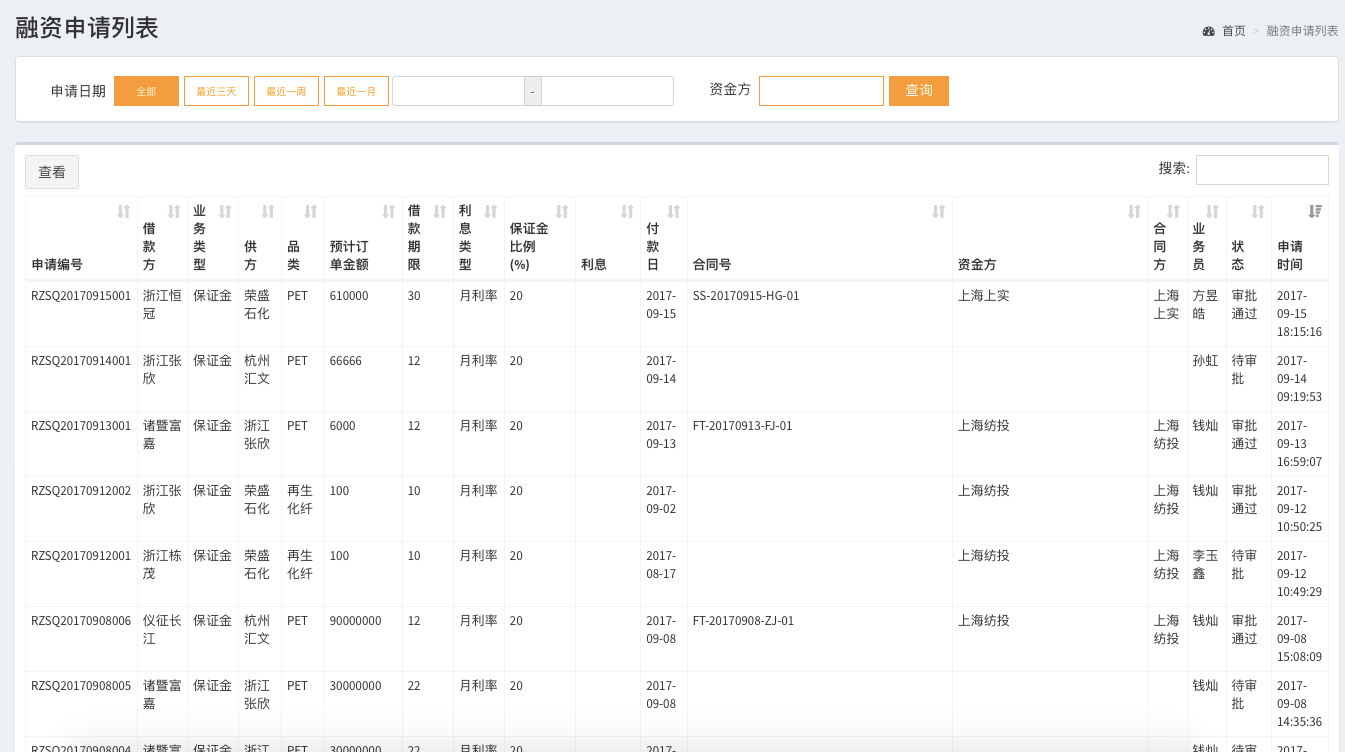 融资申请列表
首页 > 融资申请列表
申请日期 全部 最近三天 最近一周 最近一月 - 资金方 查询
查看 搜索:
申请编号 借款方 业务类型 供方 品类 预计订单金额 借款期限 利息类型 保证金比例(%) 利息 付款日 合同号 资金方 合同方 业务员 状态 申请时间
RZSQ20170915001 浙江恒冠 保证金 荣盛石化 PET 610000 30 月利率 20 2017-09-15 SS-20170915-HG-01 上海上实 上海上实 方昱皓 审批通过 2017-09-15 18:15:16
RZSQ20170914001 浙江张欣 保证金 杭州汇文 PET 66666 12 月利率 20 2017-09-14 孙虹 待审批 2017-09-14 09:19:53
RZSQ20170913001 诸暨富嘉 保证金 浙江张欣 PET 6000 12 月利率 20 2017-09-13 FT-20170913-FJ-01 上海纺投 上海纺投 钱灿 审批通过 2017-09-13 16:59:07
RZSQ20170912002 浙江张欣 保证金 荣盛石化 再生化纤 100 10 月利率 20 2017-09-02 上海纺投 上海纺投 钱灿 审批通过 2017-09-12 10:50:25
RZSQ20170912001 浙江栋茂 保证金 荣盛石化 再生化纤 100 10 月利率 20 2017-08-17 上海纺投 上海纺投 李玉鑫 待审批 2017-09-12 10:49:29
RZSQ20170908006 仪征长江 保证金 杭州汇文 PET 90000000 12 月利率 20 2017-09-08 FT-20170908-ZJ-01 上海纺投 上海纺投 钱灿 审批通过 2017-09-08 15:08:09
RZSQ20170908005 诸暨富嘉 保证金 浙江张欣 PET 30000000 22 月利率 20 2017-09-08 钱灿 待审批 2017-09-08 14:35:36
RZSQ20170908004 诸暨富 保证金 浙江 PET 30000000 22 月利率 20 2017- 钱灿 待审 2017-